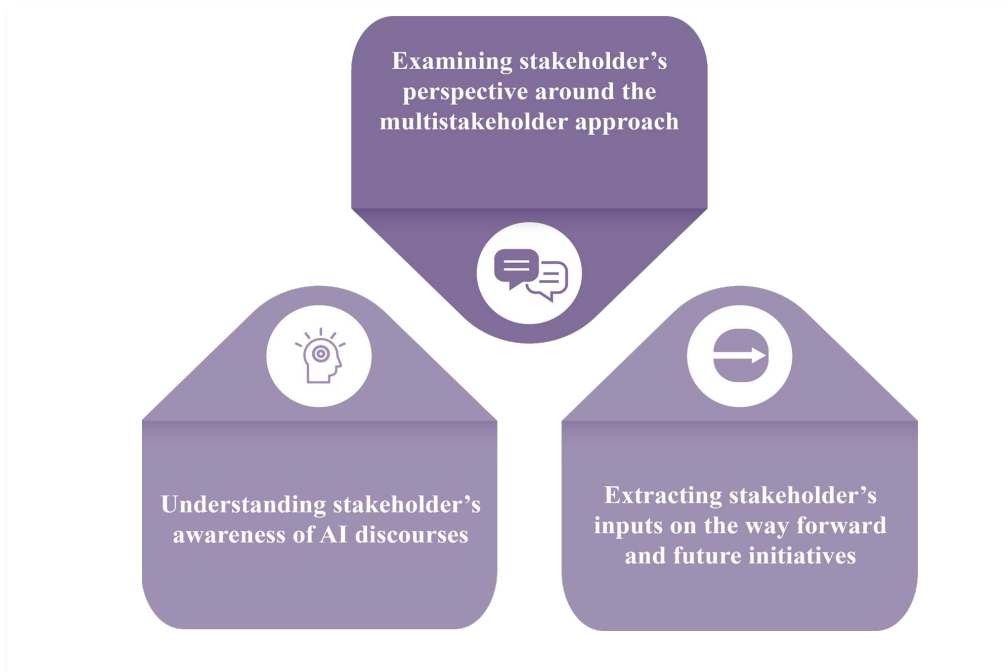 Examining stakeholder’s
perspective around the
multistakeholder approach
Understanding stakeholder’s
awareness of AI discourses
Extracting stakeholder’s
inputs on the way forward
and future initiatives